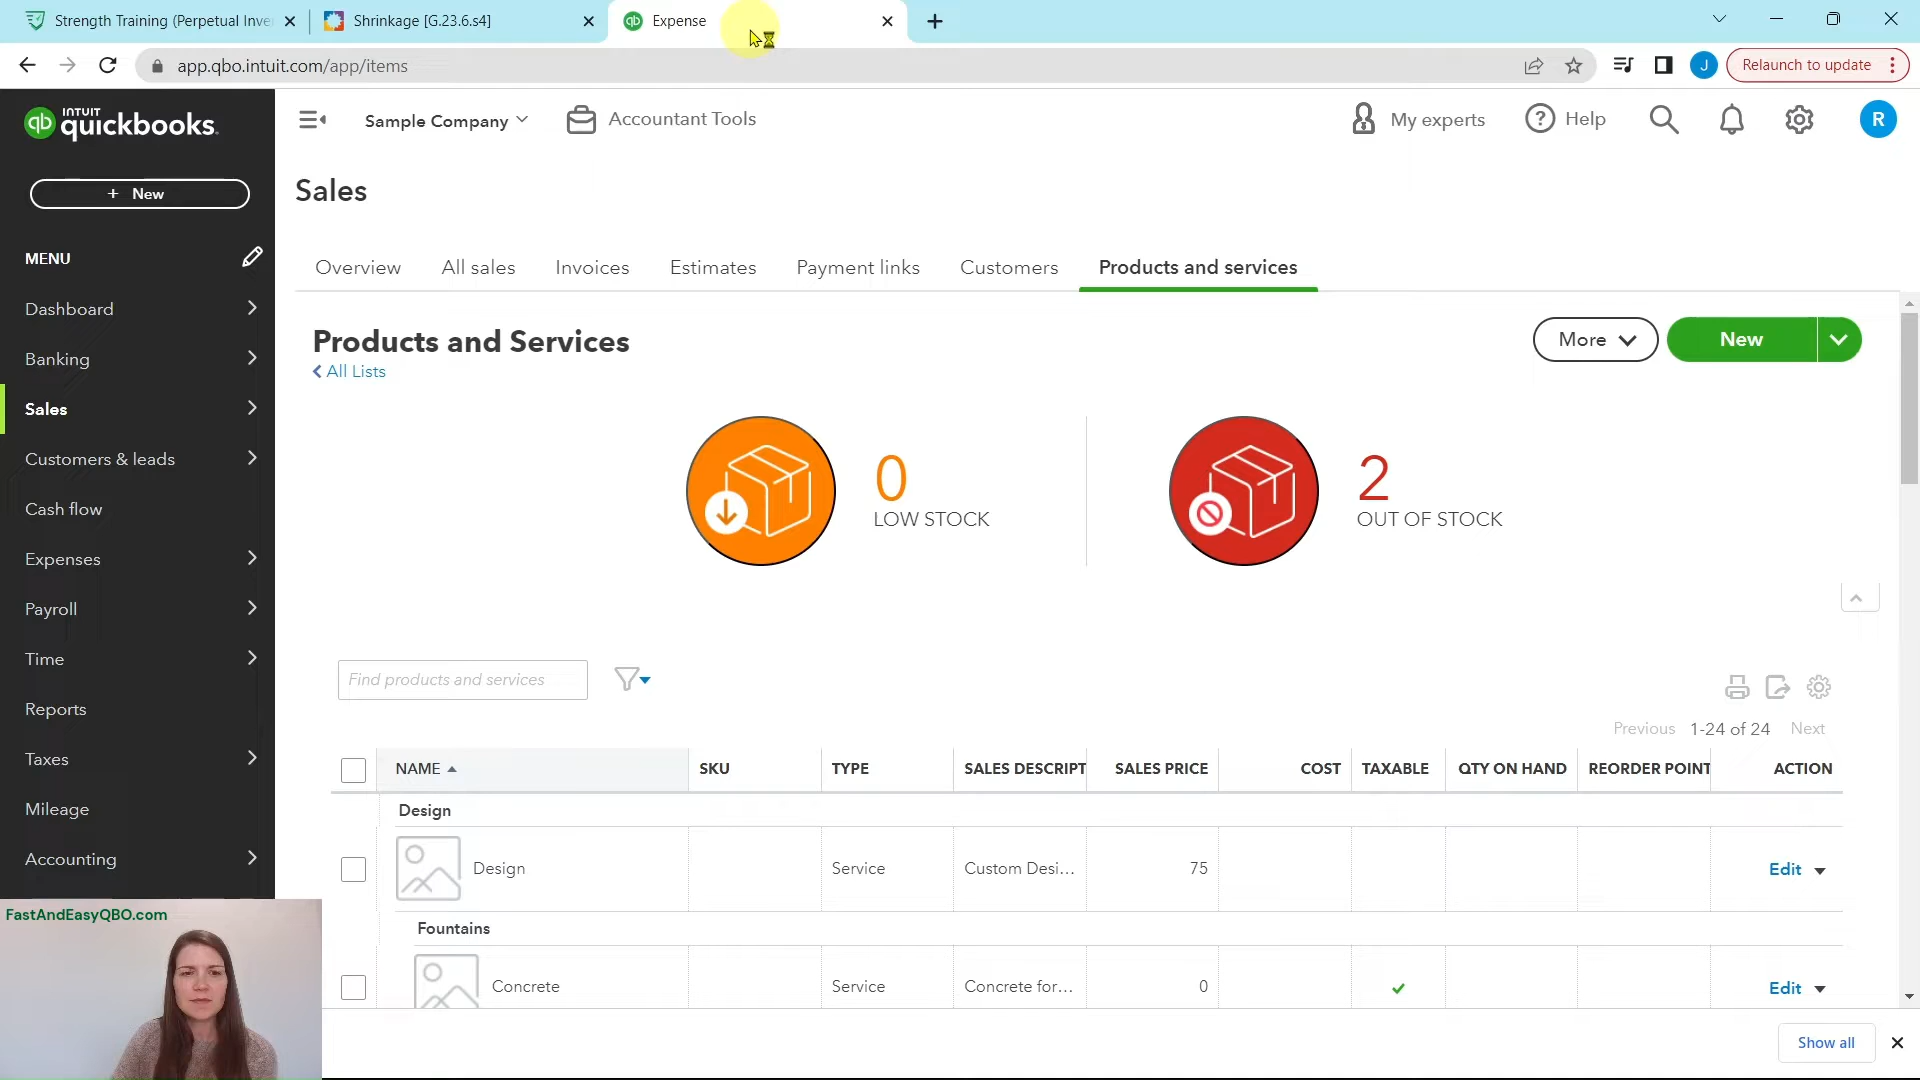 Strength Training (Perpetual Inve
Shrinkage [G.23.6.s4]
qb Expense
app.qbo.intuit.com/app/items
J
Relaunch to update
qb INTUIT quickbooks.
Sample Company
Accountant Tools
My experts
Help
R
+ New
MENU
Dashboard
Banking
Sales
Customers & leads
Cash flow
Expenses
Payroll
Time
Reports
Taxes
Mileage
Accounting
FastAndEasyQBO.com
Sales
Overview All sales Invoices Estimates Payment links Customers Products and services
Products and Services
All Lists
More
New
0
LOW STOCK
2
OUT OF STOCK
Find products and services
Previous 1-24 of 24 Next
NAME SKU TYPE SALES DESCRIPT SALES PRICE COST TAXABLE QTY ON HAND REORDER POINT ACTION
Design
Design Service Custom Desi... 75 Edit
Fountains
Concrete Service Concrete for... 0 Edit
Show all